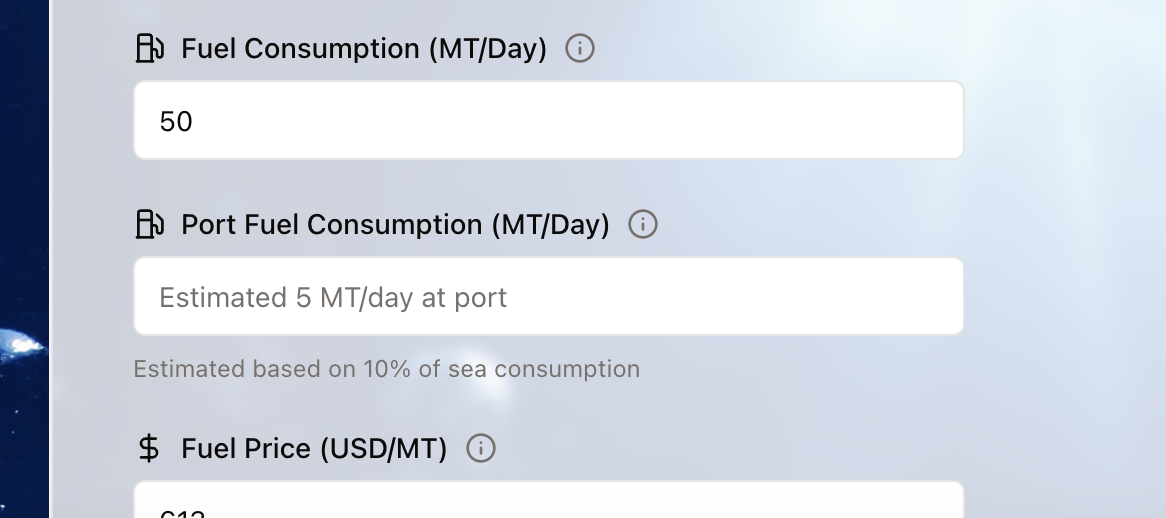 Fuel Consumption (MT/Day)
50
Port Fuel Consumption (MT/Day)
Estimated 5 MT/day at port
Estimated based on 10% of sea consumption
Fuel Price (USD/MT)